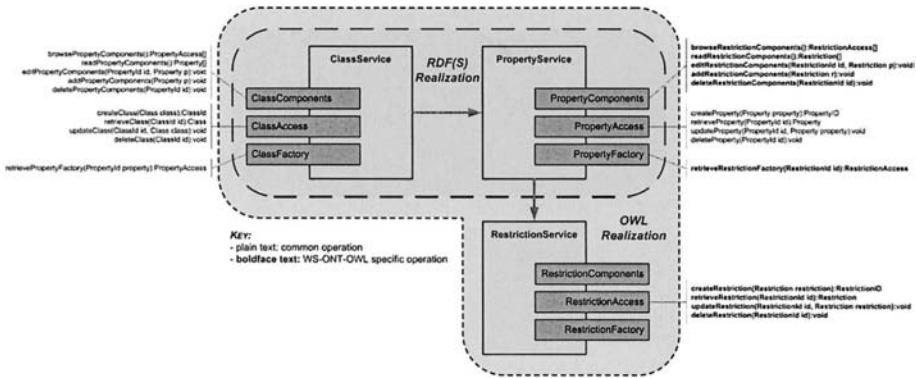 browsePropertyComponents():PropertyAccess[]
readPropertyComponents():Property[]
editPropertyComponents(PropertyId id, Property p):void
addPropertyComponents(Property p):void
deletePropertyComponents(PropertyId id):void
createClass(Class class):ClassId
retrieveClass(ClassId id):Class
updateClass(ClassId id, Class class):void
deleteClass(ClassId id):void
retrievePropertyFactory(PropertyId property):PropertyAccess
ClassService
ClassComponents
ClassAccess
ClassFactory
RDF(S)
Realization
PropertyService
PropertyComponents
PropertyAccess
PropertyFactory
browseRestrictionComponents():RestrictionAccess[]
readRestrictionComponents():Restriction[]
editRestrictionComponents(RestrictionId id, Restriction p):void
addRestrictionComponents(Restriction r):void
deleteRestrictionComponents(RestrictionId id):void
createProperty(Property property):PropertyID
retrieveProperty(PropertyId id):Property
updateProperty(PropertyId id, Property property):void
deleteProperty(PropertyId id):void
retrieveRestrictionFactory(RestrictionId id):RestrictionAccess
KEY:
- plain text: common operation
- boldface text: WS-ONT-OWL specific operation
RestrictionService
OWL
Realization
RestrictionComponents
RestrictionAccess
RestrictionFactory
createRestriction(Restriction restriction):RestrictionID
retrieveRestriction(RestrictionId id):Restriction
updateRestriction(RestrictionId id, Restriction restriction):void
deleteRestriction(RestrictionId id):void